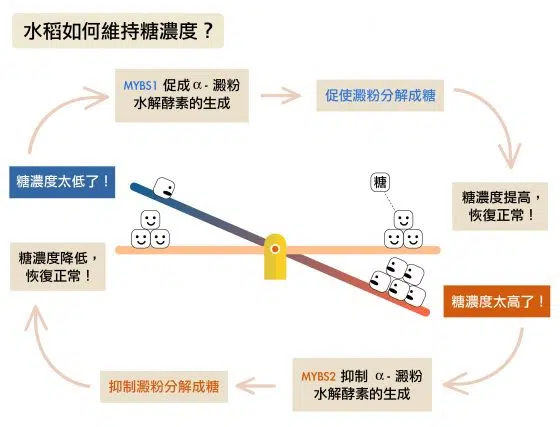 水稻如何維持糖濃度？
MYBS1 促成 α - 澱粉
水解酵素的生成
促使澱粉分解成糖
糖濃度太低了！
糖
糖濃度提高，
恢復正常！
糖濃度降低，
恢復正常！
糖濃度太高了！
抑制澱粉分解成糖
MYBS2 抑制 α - 澱粉
水解酵素的生成